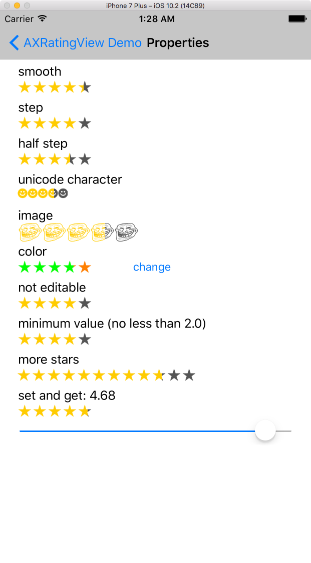 iPhone 7 Plus – iOS 10.2 (14C89)
Carrier 1:28 AM
AXRatingView Demo Properties
smooth
step
half step
unicode character
image
color
change
not editable
minimum value (no less than 2.0)
more stars
set and get: 4.68